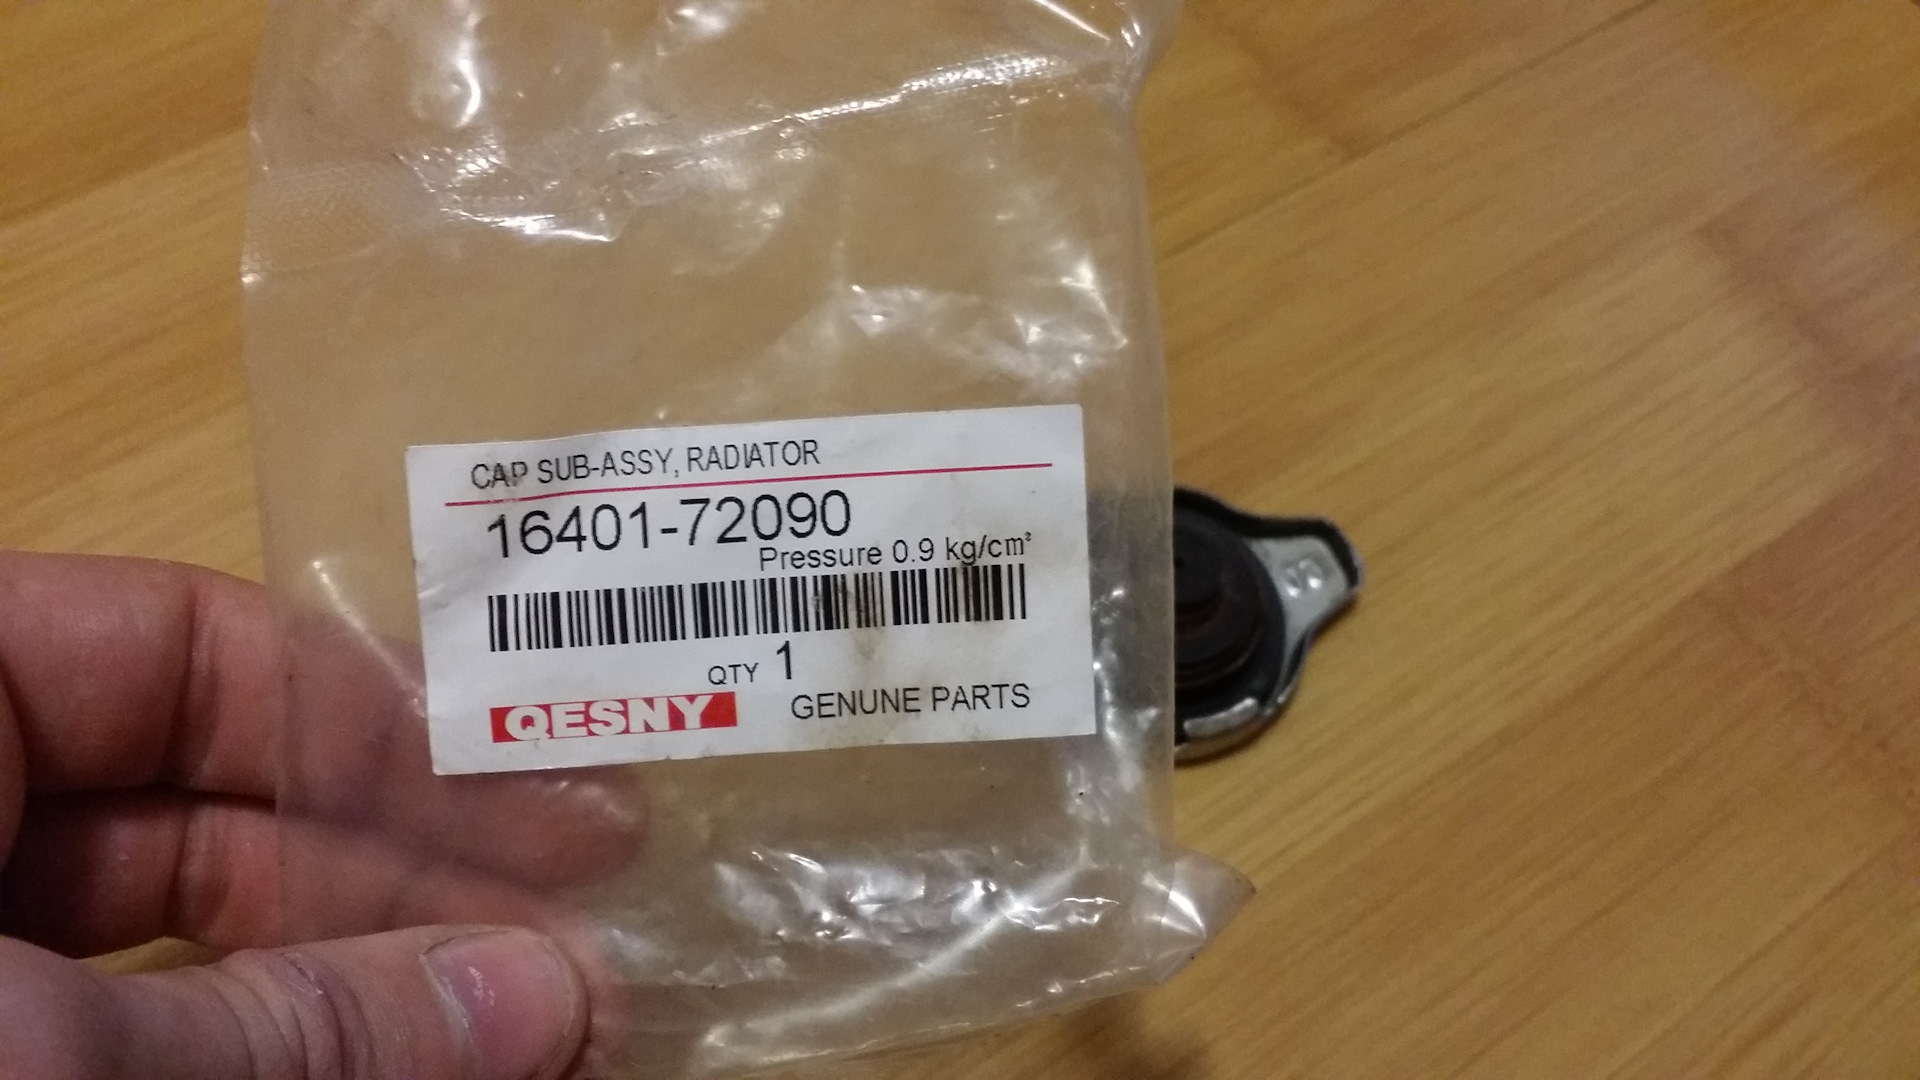 CAP SUB-ASSY, RADIATOR
16401-72090
Pressure 0.9 kg/cm²
QTY 1
QESNY GENUNE PARTS